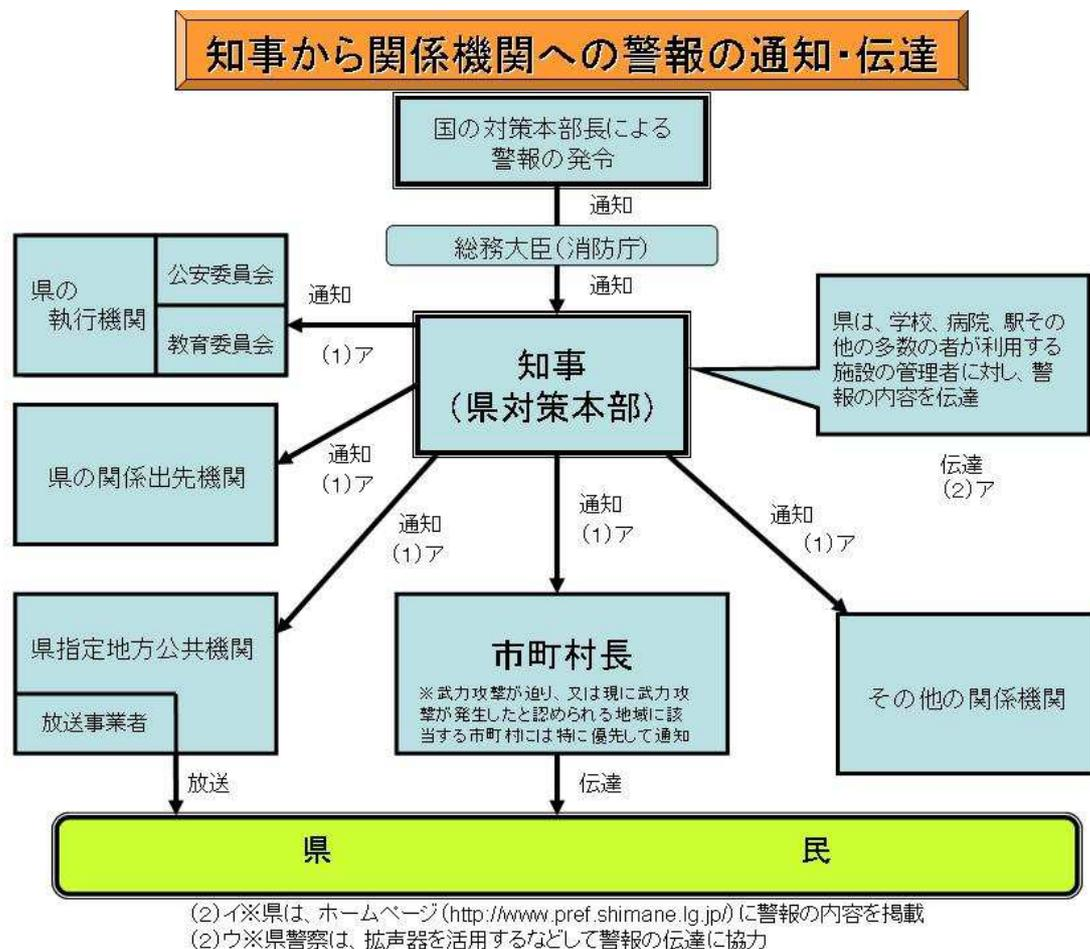 知事から関係機関への警報の通知・伝達
国の対策本部長による
警報の発令
通知
総務大臣(消防庁)
通知
県の
執行機関
公安委員会
教育委員会
通知
(1)ア
知事
(県対策本部)
県は、学校、病院、駅その
他の多数の者が利用する
施設の管理者に対し、警
報の内容を伝達
伝達
(2)ア
県の関係出先機関
通知
(1)ア
通知
(1)ア
通知
(1)ア
通知
(1)ア
県指定地方公共機関
放送事業者
市町村長
※武力攻撃が迫り、又は現に武力攻
撃が発生したと認められる地域に該
当する市町村には特に優先して通知
その他の関係機関
放送
伝達
県 民
(2)イ※県は、ホームページ(http://www.pref.shimane.lg.jp/)に警報の内容を掲載
(2)ウ※県警察は、拡声器を活用するなどして警報の伝達に協力